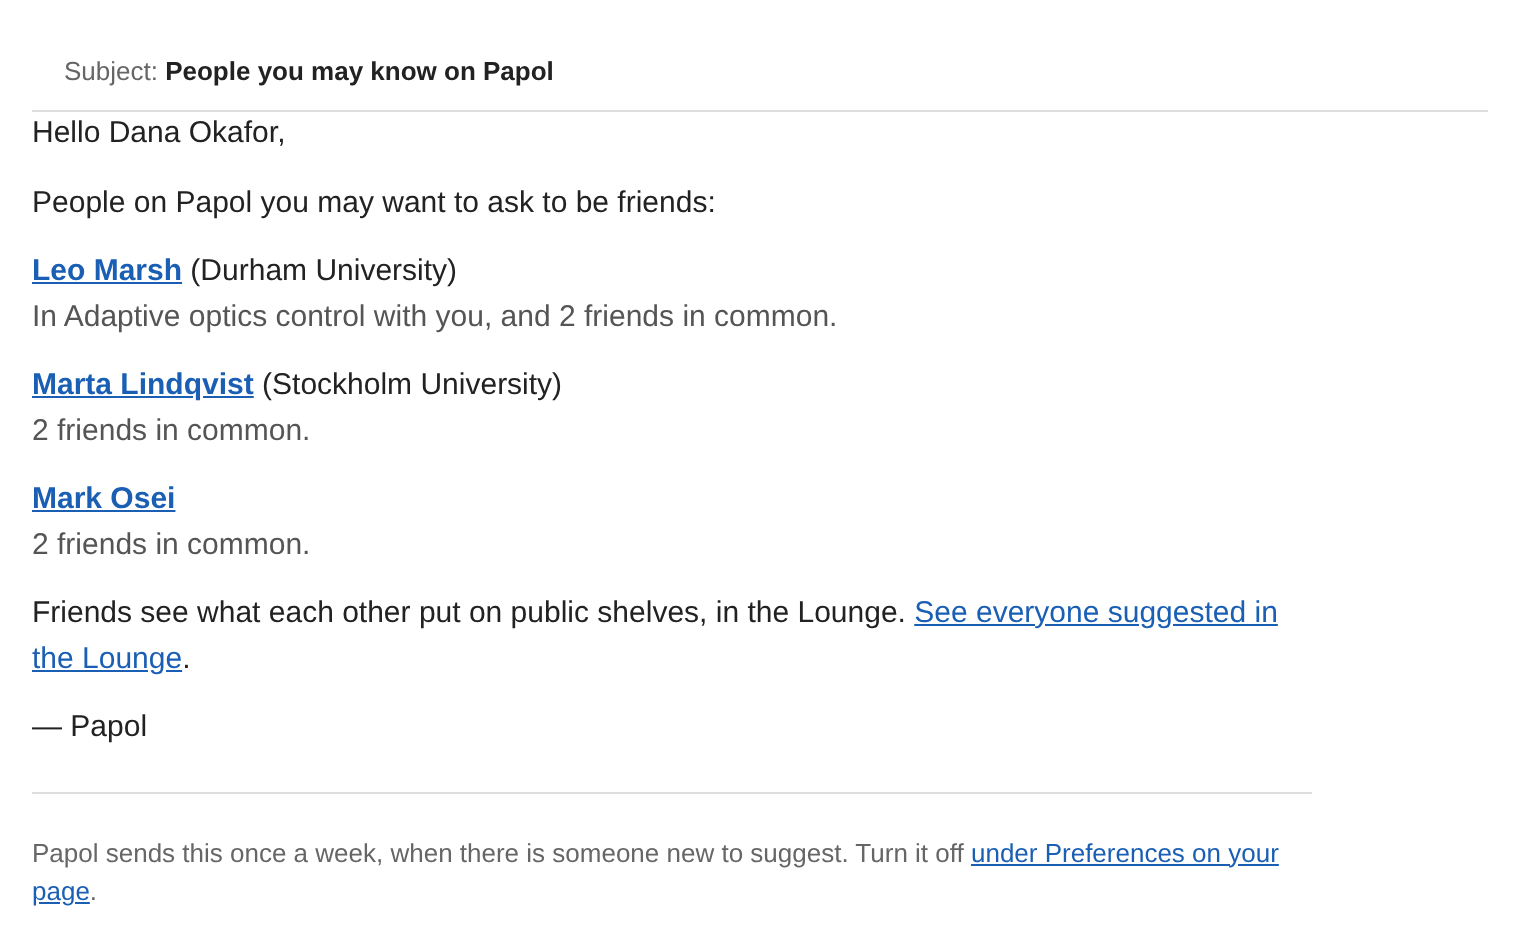 Subject: People you may know on Papol
Hello Dana Okafor,
People on Papol you may want to ask to be friends:
Leo Marsh (Durham University)
In Adaptive optics control with you, and 2 friends in common.
Marta Lindqvist (Stockholm University)
2 friends in common.
Mark Osei
2 friends in common.
Friends see what each other put on public shelves, in the Lounge. See everyone suggested in
the Lounge.
— Papol
Papol sends this once a week, when there is someone new to suggest. Turn it off under Preferences on your
page.